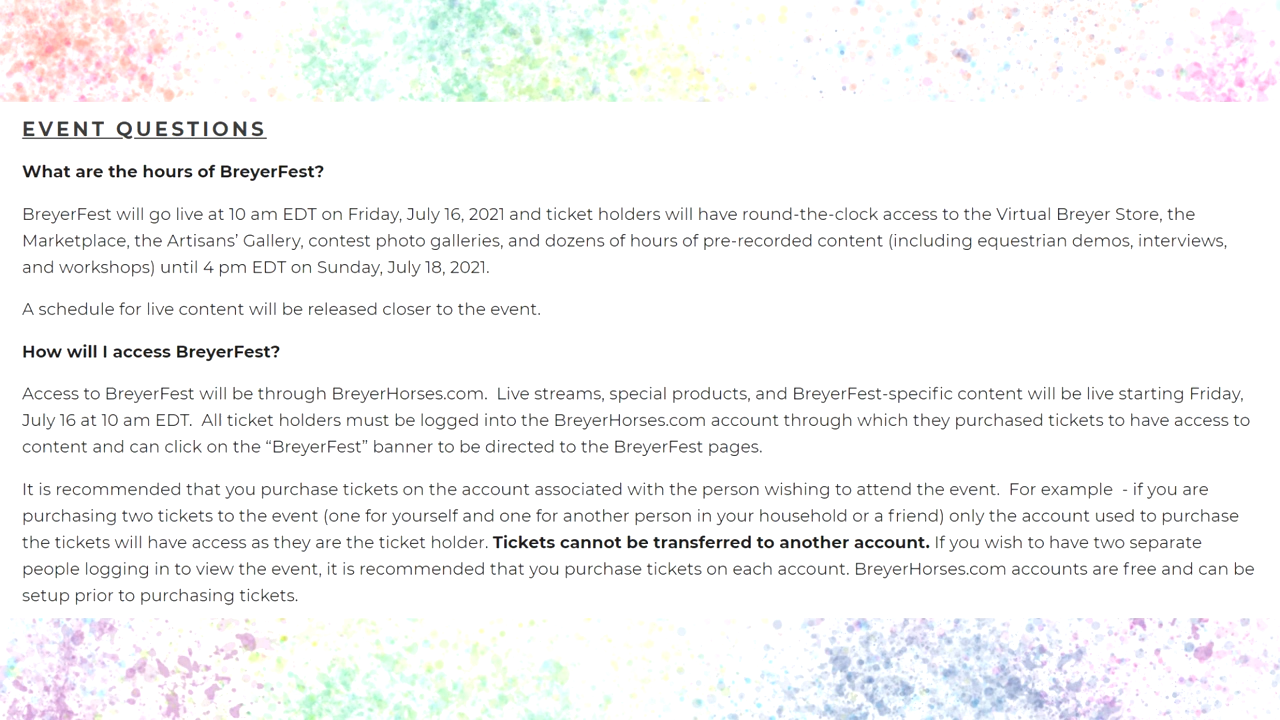 EVENT QUESTIONS
What are the hours of BreyerFest?
BreyerFest will go live at 10 am EDT on Friday, July 16, 2021 and ticket holders will have round-the-clock access to the Virtual Breyer Store, the
Marketplace, the Artisans’ Gallery, contest photo galleries, and dozens of hours of pre-recorded content (including equestrian demos, interviews,
and workshops) until 4 pm EDT on Sunday, July 18, 2021.
A schedule for live content will be released closer to the event.
How will I access BreyerFest?
Access to BreyerFest will be through BreyerHorses.com.  Live streams, special products, and BreyerFest-specific content will be live starting Friday,
July 16 at 10 am EDT.  All ticket holders must be logged into the BreyerHorses.com account through which they purchased tickets to have access to
content and can click on the “BreyerFest” banner to be directed to the BreyerFest pages.
It is recommended that you purchase tickets on the account associated with the person wishing to attend the event.  For example  - if you are
purchasing two tickets to the event (one for yourself and one for another person in your household or a friend) only the account used to purchase
the tickets will have access as they are the ticket holder. Tickets cannot be transferred to another account. If you wish to have two separate
people logging in to view the event, it is recommended that you purchase tickets on each account. BreyerHorses.com accounts are free and can be
setup prior to purchasing tickets.